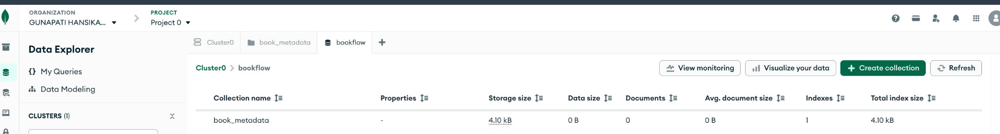 ORGANIZATION
GUNAPATI HANSIKA...
PROJECT
Project 0
Data Explorer
My Queries
Data Modeling
CLUSTERS (1)
Cluster0
book_metadata
bookflow
Cluster0 > bookflow
View monitoring
Visualize your data
Create collection
Refresh
Collection name Properties Storage size Data size Documents Avg. document size Indexes Total index size
book_metadata - 4.10 kB 0 B 0 0 B 1 4.10 kB